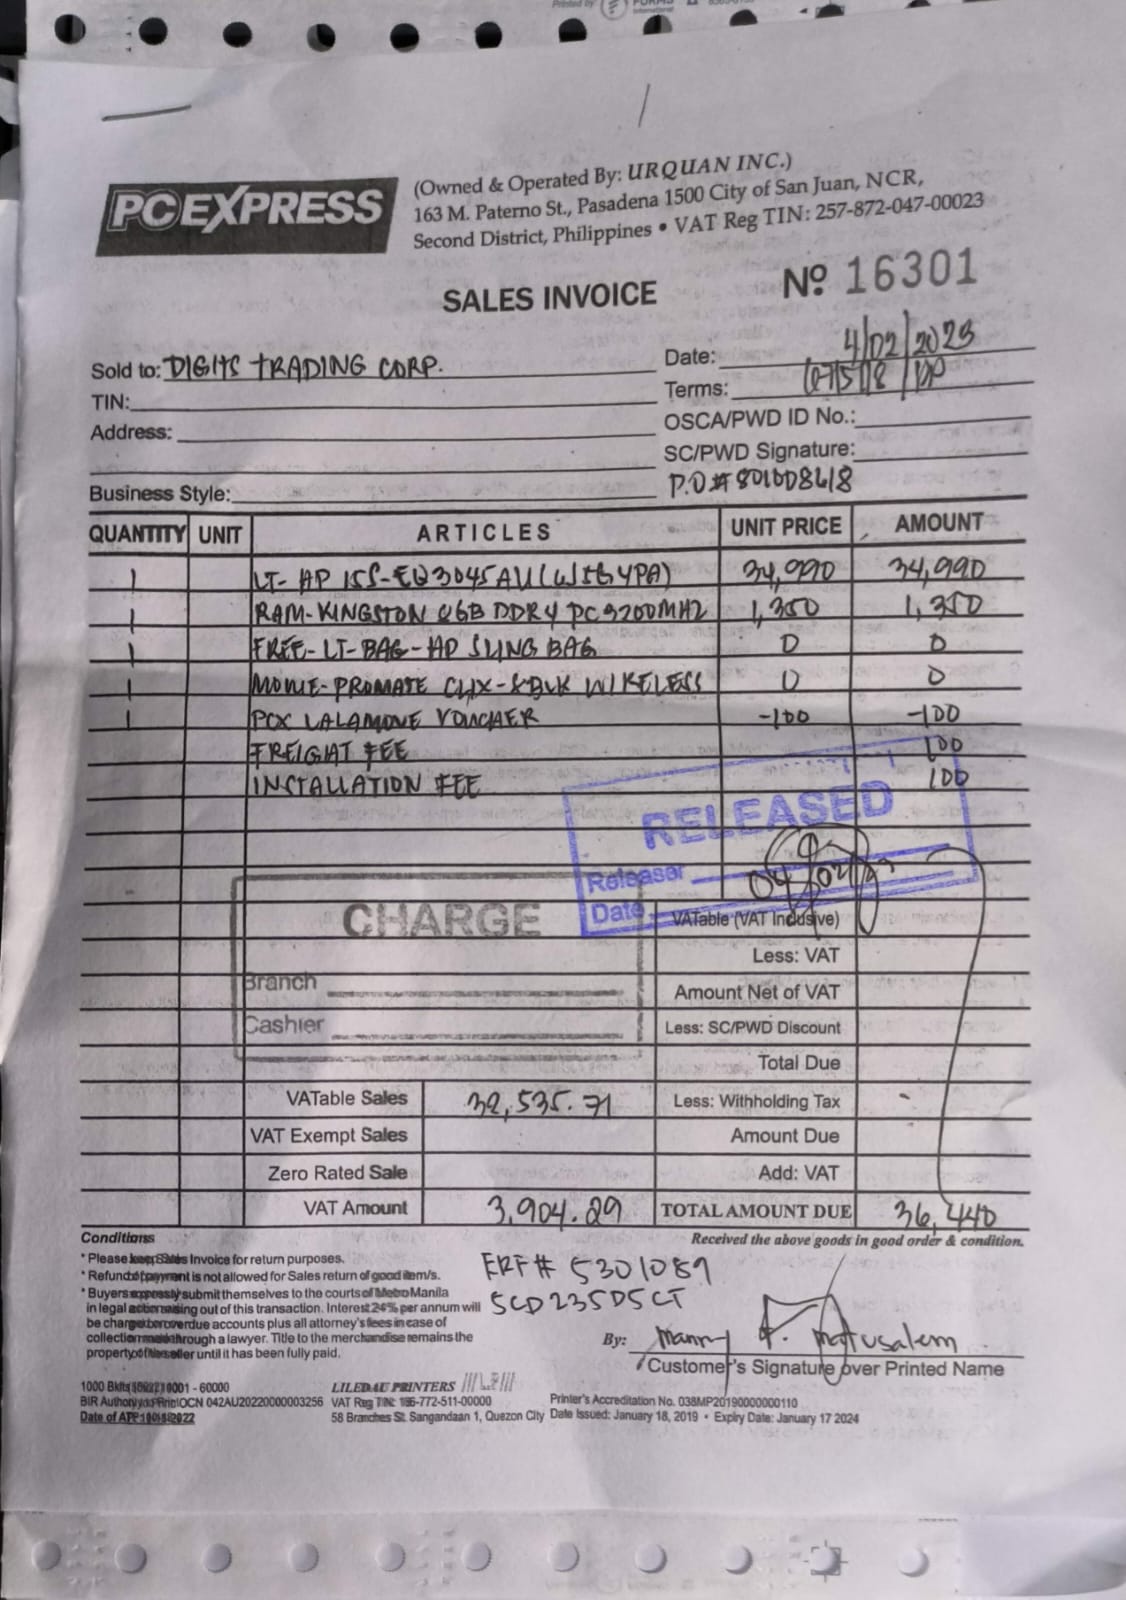 PCEXPRESS
(Owned & Operated By: URQUAN INC.)
163 M. Paterno St., Pasadena 1500 City of San Juan, NCR,
Second District, Philippines • VAT Reg TIN: 257-872-047-00023
SALES INVOICE
Nº 16301
Sold to: DIGITS TRADING CORP.
Date: 4/02/2023
TIN:
Terms:
Address:
OSCA/PWD ID No.:
SC/PWD Signature:
Business Style:
P.O# 801008618
QUANTITY UNIT ARTICLES UNIT PRICE AMOUNT
1 LT-HP 15S-EQ3045AU 34,990 34,990
1 RAM-KINGSTON 8GB DDR4 PC3200MHZ 1,350 1,350
1 FREE-LT-BAG-HP SLING BAG 0 0
1 PROMATE CLIX-8BLK WIRELESS 0 0
1 PCX LALAMOVE VOUCHER -100 -100
FREIGHT FEE 100
INSTALLATION FEE 100
RELEASED
Releaser
Date 04/02/23
CHARGE
Branch
Cashier
VATable (VAT Inclusive)
Less: VAT
Amount Net of VAT
Less: SC/PWD Discount
Total Due
VATable Sales 32,535.71 Less: Withholding Tax -
VAT Exempt Sales Amount Due
Zero Rated Sale Add: VAT
VAT Amount 3,904.29 TOTAL AMOUNT DUE 36,440
Conditions
Received the above goods in good order & condition.
* Please keep Sales Invoice for return purposes.
* Refund of payment is not allowed for Sales return of good item/s.
* Buyers expressly submit themselves to the courts of Metro Manila
in legal action arising out of this transaction. Interest 24% per annum will
be charged on overdue accounts plus all attorney's fees in case of
collection made through a lawyer. Title to the merchandise remains the
property of the seller until it has been fully paid.
ERF# 5301089
5CD235D5CT
By: Manny F. Matusalem
Customer's Signature over Printed Name
1000 Bklts - 60000
BIR Authority to Print OCN 042AU20220000003256
Date of ATP
LILEDAU PRINTERS
VAT Reg TIN: 186-772-511-00000
58 Branches St. Sangandaan 1, Quezon City
Printer's Accreditation No. 038MP20190000000110
Date Issued: January 18, 2019 • Expiry Date: January 17 2024